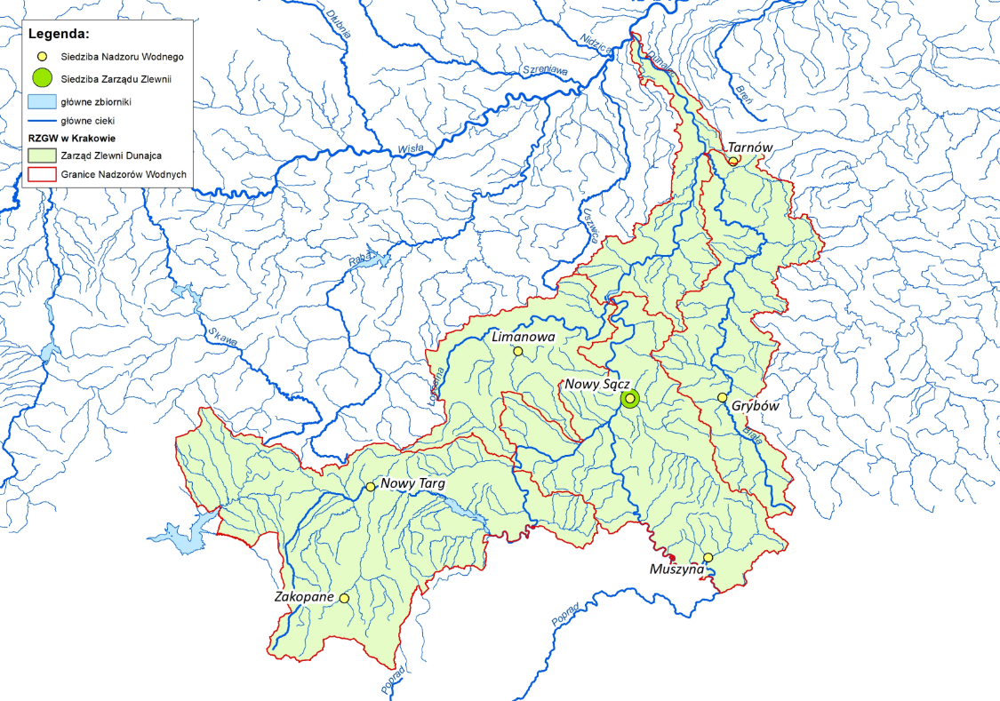 Legenda:
Siedziba Nadzoru Wodnego
Siedziba Zarządu Zlewnii
główne zbiorniki
główne cieki
RZGW w Krakowie
Zarząd Zlewni Dunajca
Granice Nadzorów Wodnych
Dłubnia
Nidzica
Szreniawa
Dunajec
Breń
Wisła
Tarnów
Uszwica
Raba
Skawa
Limanowa
Łososina
Nowy Sącz
Grybów
Biała
Nowy Targ
Muszyna
Zakopane
Poprad
Poprad